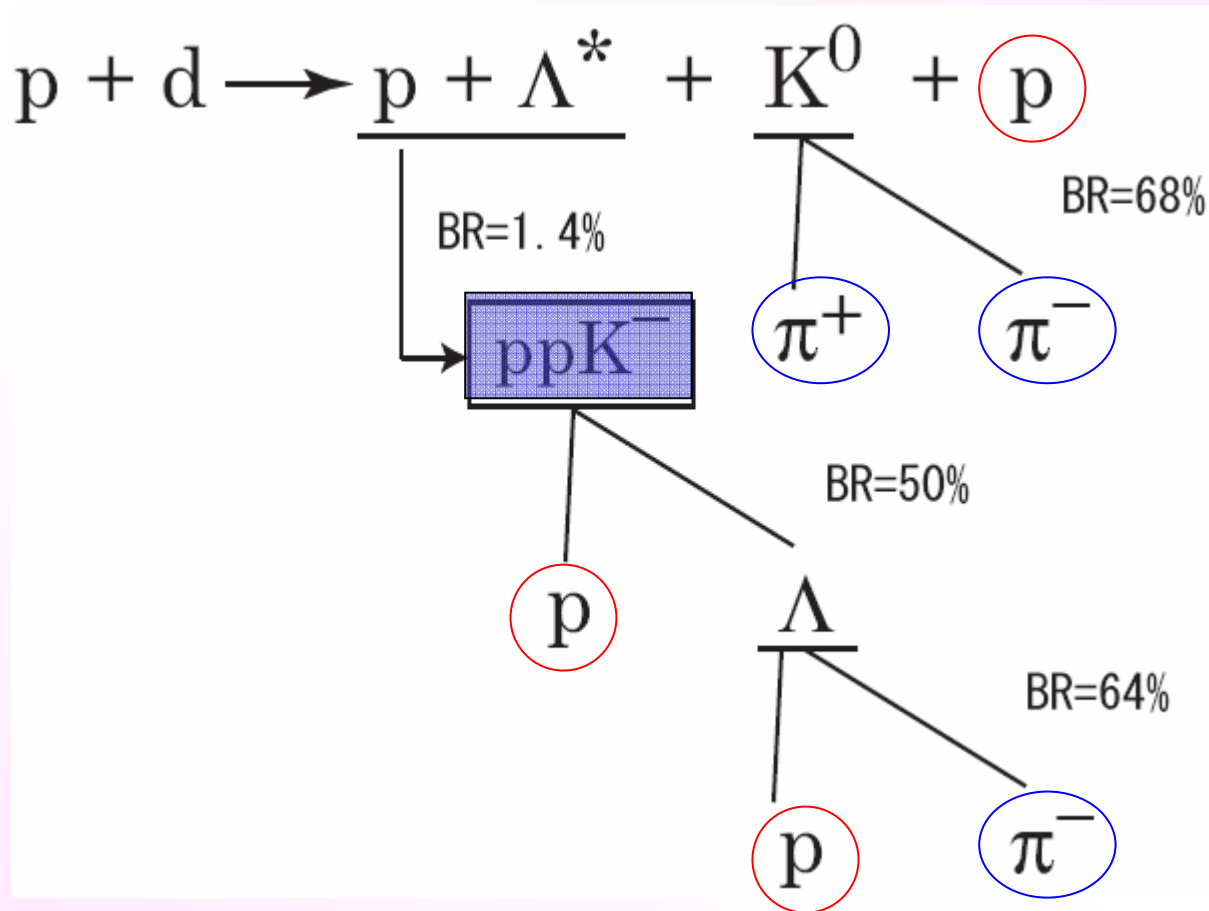 p + d → p + Λ* + K⁰ + p
BR=68%
BR=1.4%
ppK⁻ π⁺ π⁻
BR=50%
p Λ
BR=64%
p π⁻